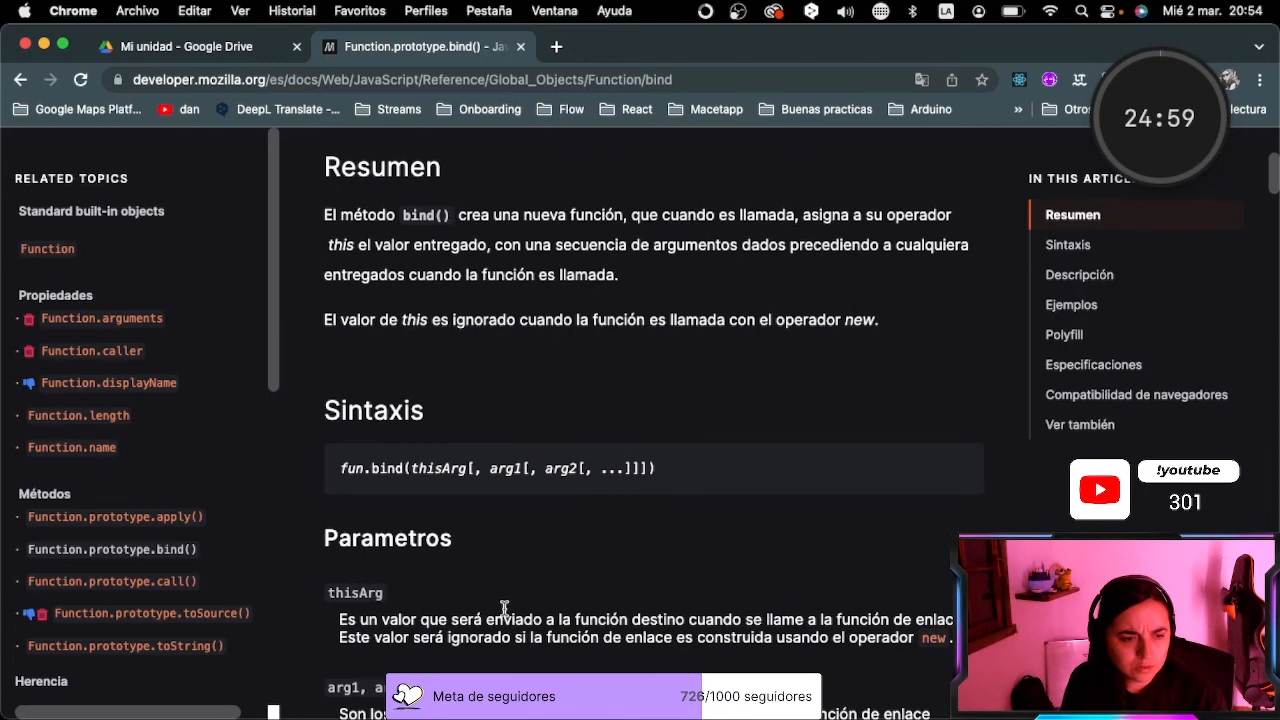 Chrome Archivo Editar Ver Historial Favoritos Perfiles Pestaña Ventana Ayuda LA Mié 2 mar. 20:54
Mi unidad - Google Drive Function.prototype.bind() - Ja
developer.mozilla.org/es/docs/Web/JavaScript/Reference/Global_Objects/Function/bind
Google Maps Platf... dan DeepL Translate -... Streams Onboarding Flow React Macetapp Buenas practicas Arduino » Otros lectura
24:59
RELATED TOPICS
Standard built-in objects
Function
Propiedades
Function.arguments
Function.caller
Function.displayName
Function.length
Function.name
Métodos
Function.prototype.apply()
Function.prototype.bind()
Function.prototype.call()
Function.prototype.toSource()
Function.prototype.toString()
Herencia
Resumen
El método bind() crea una nueva función, que cuando es llamada, asigna a su operador
this el valor entregado, con una secuencia de argumentos dados precediendo a cualquiera
entregados cuando la función es llamada.
El valor de this es ignorado cuando la función es llamada con el operador new.
Sintaxis
fun.bind(thisArg[, arg1[, arg2[, ...]]])
Parametros
thisArg
Es un valor que será enviado a la función destino cuando se llame a la función de enlac
Este valor será ignorado si la función de enlace es construida usando el operador new.
arg1, a
Son los nción de enlace
IN THIS ARTIC
Resumen
Sintaxis
Descripción
Ejemplos
Polyfill
Especificaciones
Compatibilidad de navegadores
Ver también
!youtube
301
Meta de seguidores 726/1000 seguidores